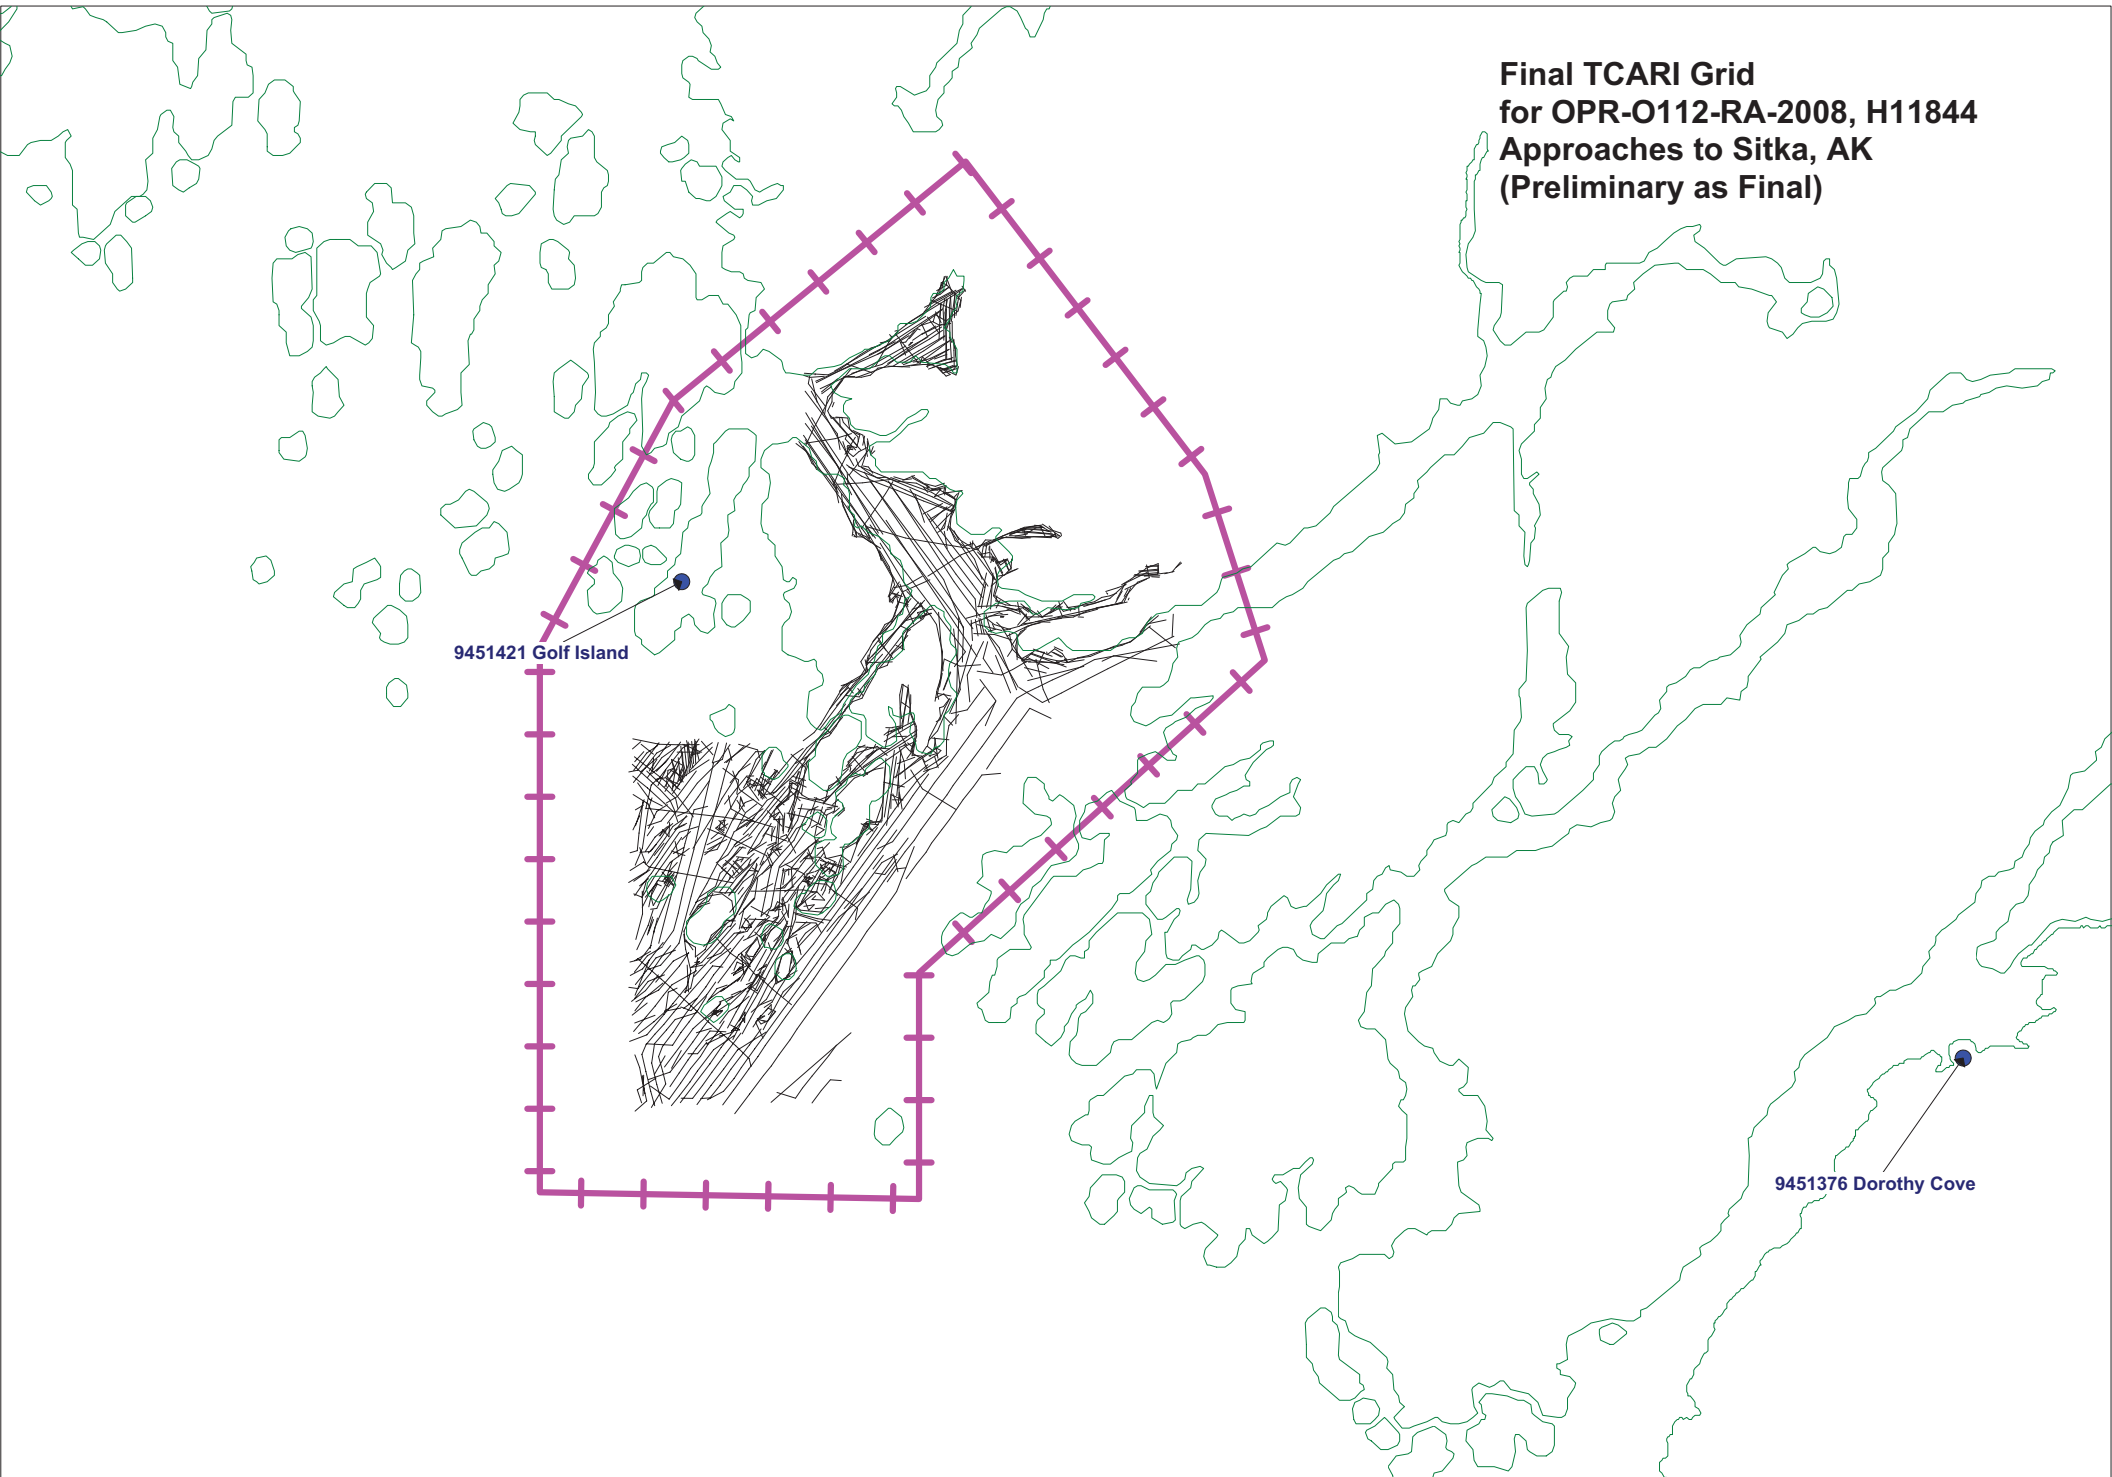 Final TCARI Grid
for OPR-O112-RA-2008, H11844
Approaches to Sitka, AK
(Preliminary as Final)
9451421 Golf Island
9451376 Dorothy Cove